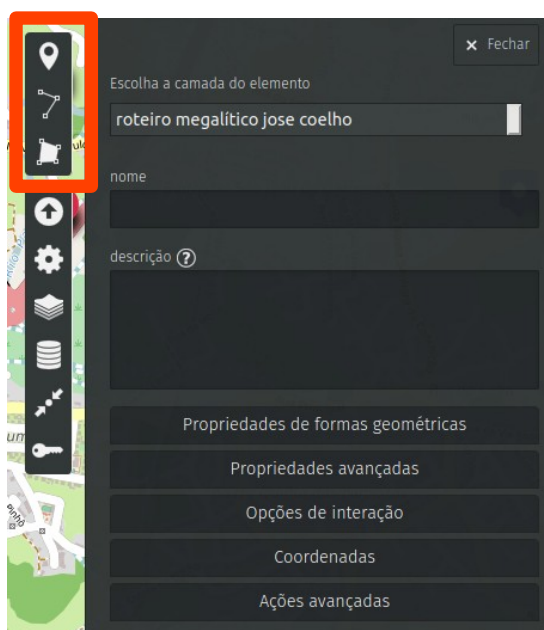 × Fechar
Escolha a camada do elemento
roteiro megalítico jose coelho
nome
descrição ?
Propriedades de formas geométricas
Propriedades avançadas
Opções de interação
Coordenadas
Ações avançadas